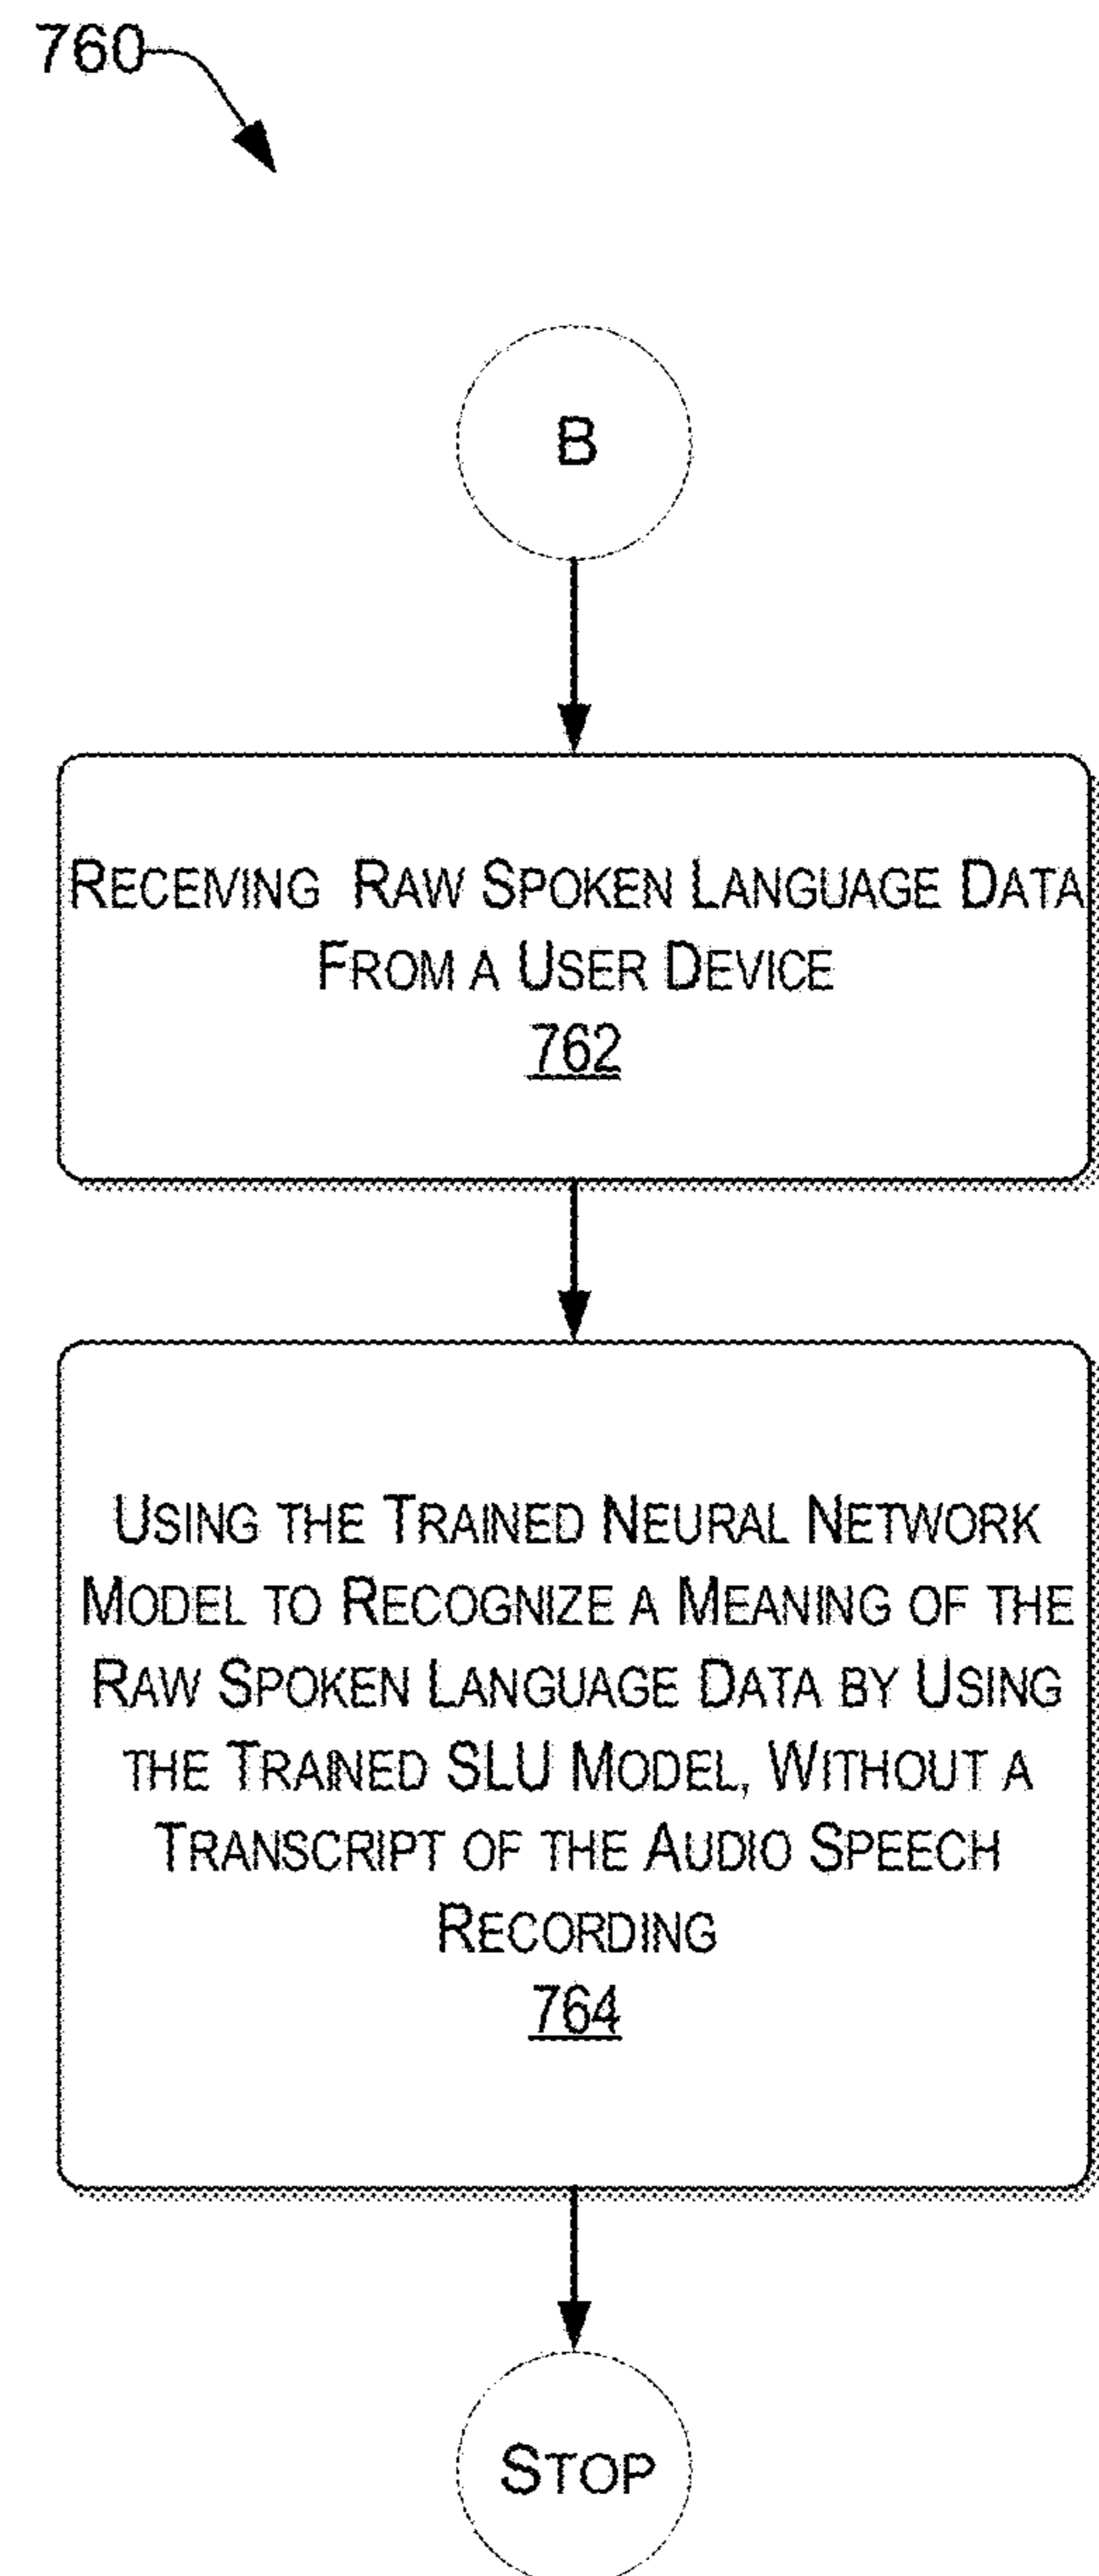 760
B
Receiving Raw Spoken Language Data
From a User Device
762
Using the Trained Neural Network
Model to Recognize a Meaning of the
Raw Spoken Language Data by Using
the Trained SLU Model, Without a
Transcript of the Audio Speech
Recording
764
Stop